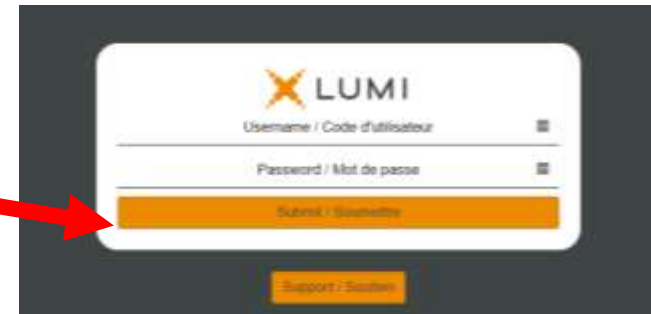 LUMI
Username / Code d'utilisateur
Password / Mot de passe
Submit / Soumettre
Support / Soutien